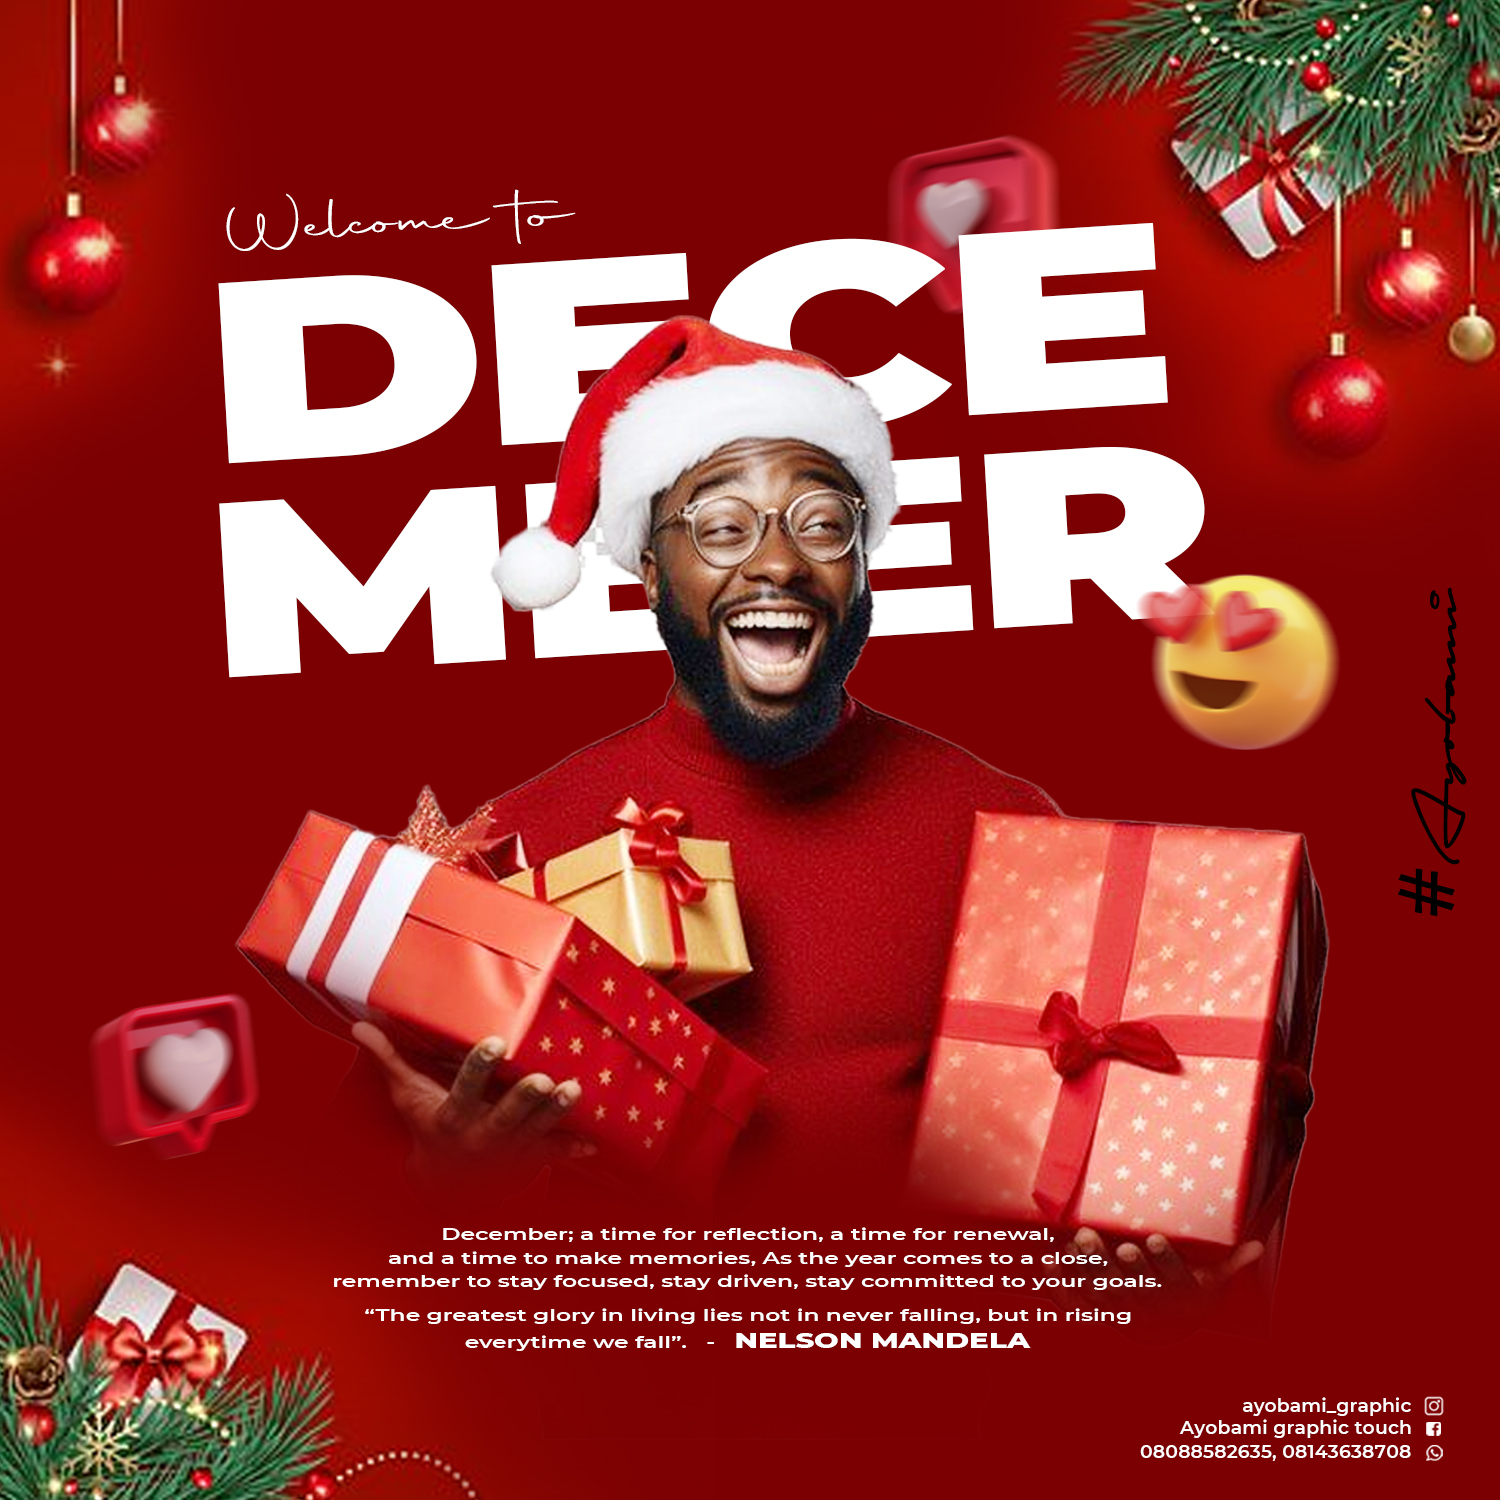 Welcome to
DECE
MBER
#Ayobami
December; a time for reflection, a time for renewal,
and a time to make memories, As the year comes to a close,
remember to stay focused, stay driven, stay committed to your goals.
“The greatest glory in living lies not in never falling, but in rising
everytime we fall”. - NELSON MANDELA
ayobami_graphic
Ayobami graphic touch
08088582635, 08143638708